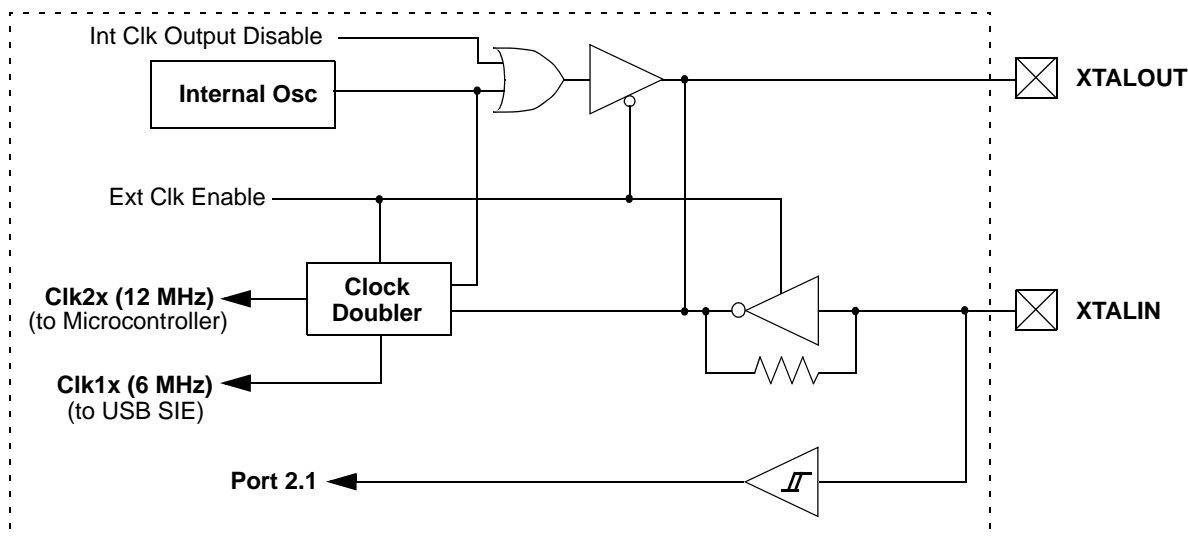 Int Clk Output Disable
Internal Osc
XTALOUT
Ext Clk Enable
Clock
Doubler
Clk2x (12 MHz)
(to Microcontroller)
XTALIN
Clk1x (6 MHz)
(to USB SIE)
Port 2.1